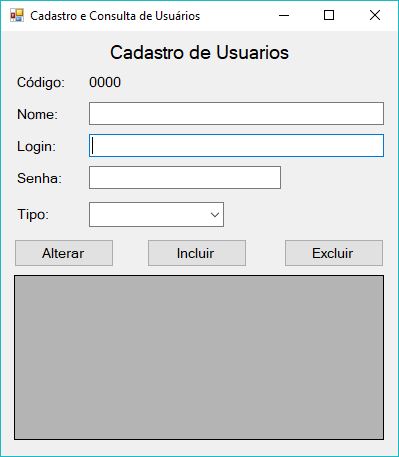 Cadastro e Consulta de Usuários
Cadastro de Usuarios
Código: 0000
Nome:
Login:
Senha:
Tipo:
Alterar Incluir Excluir